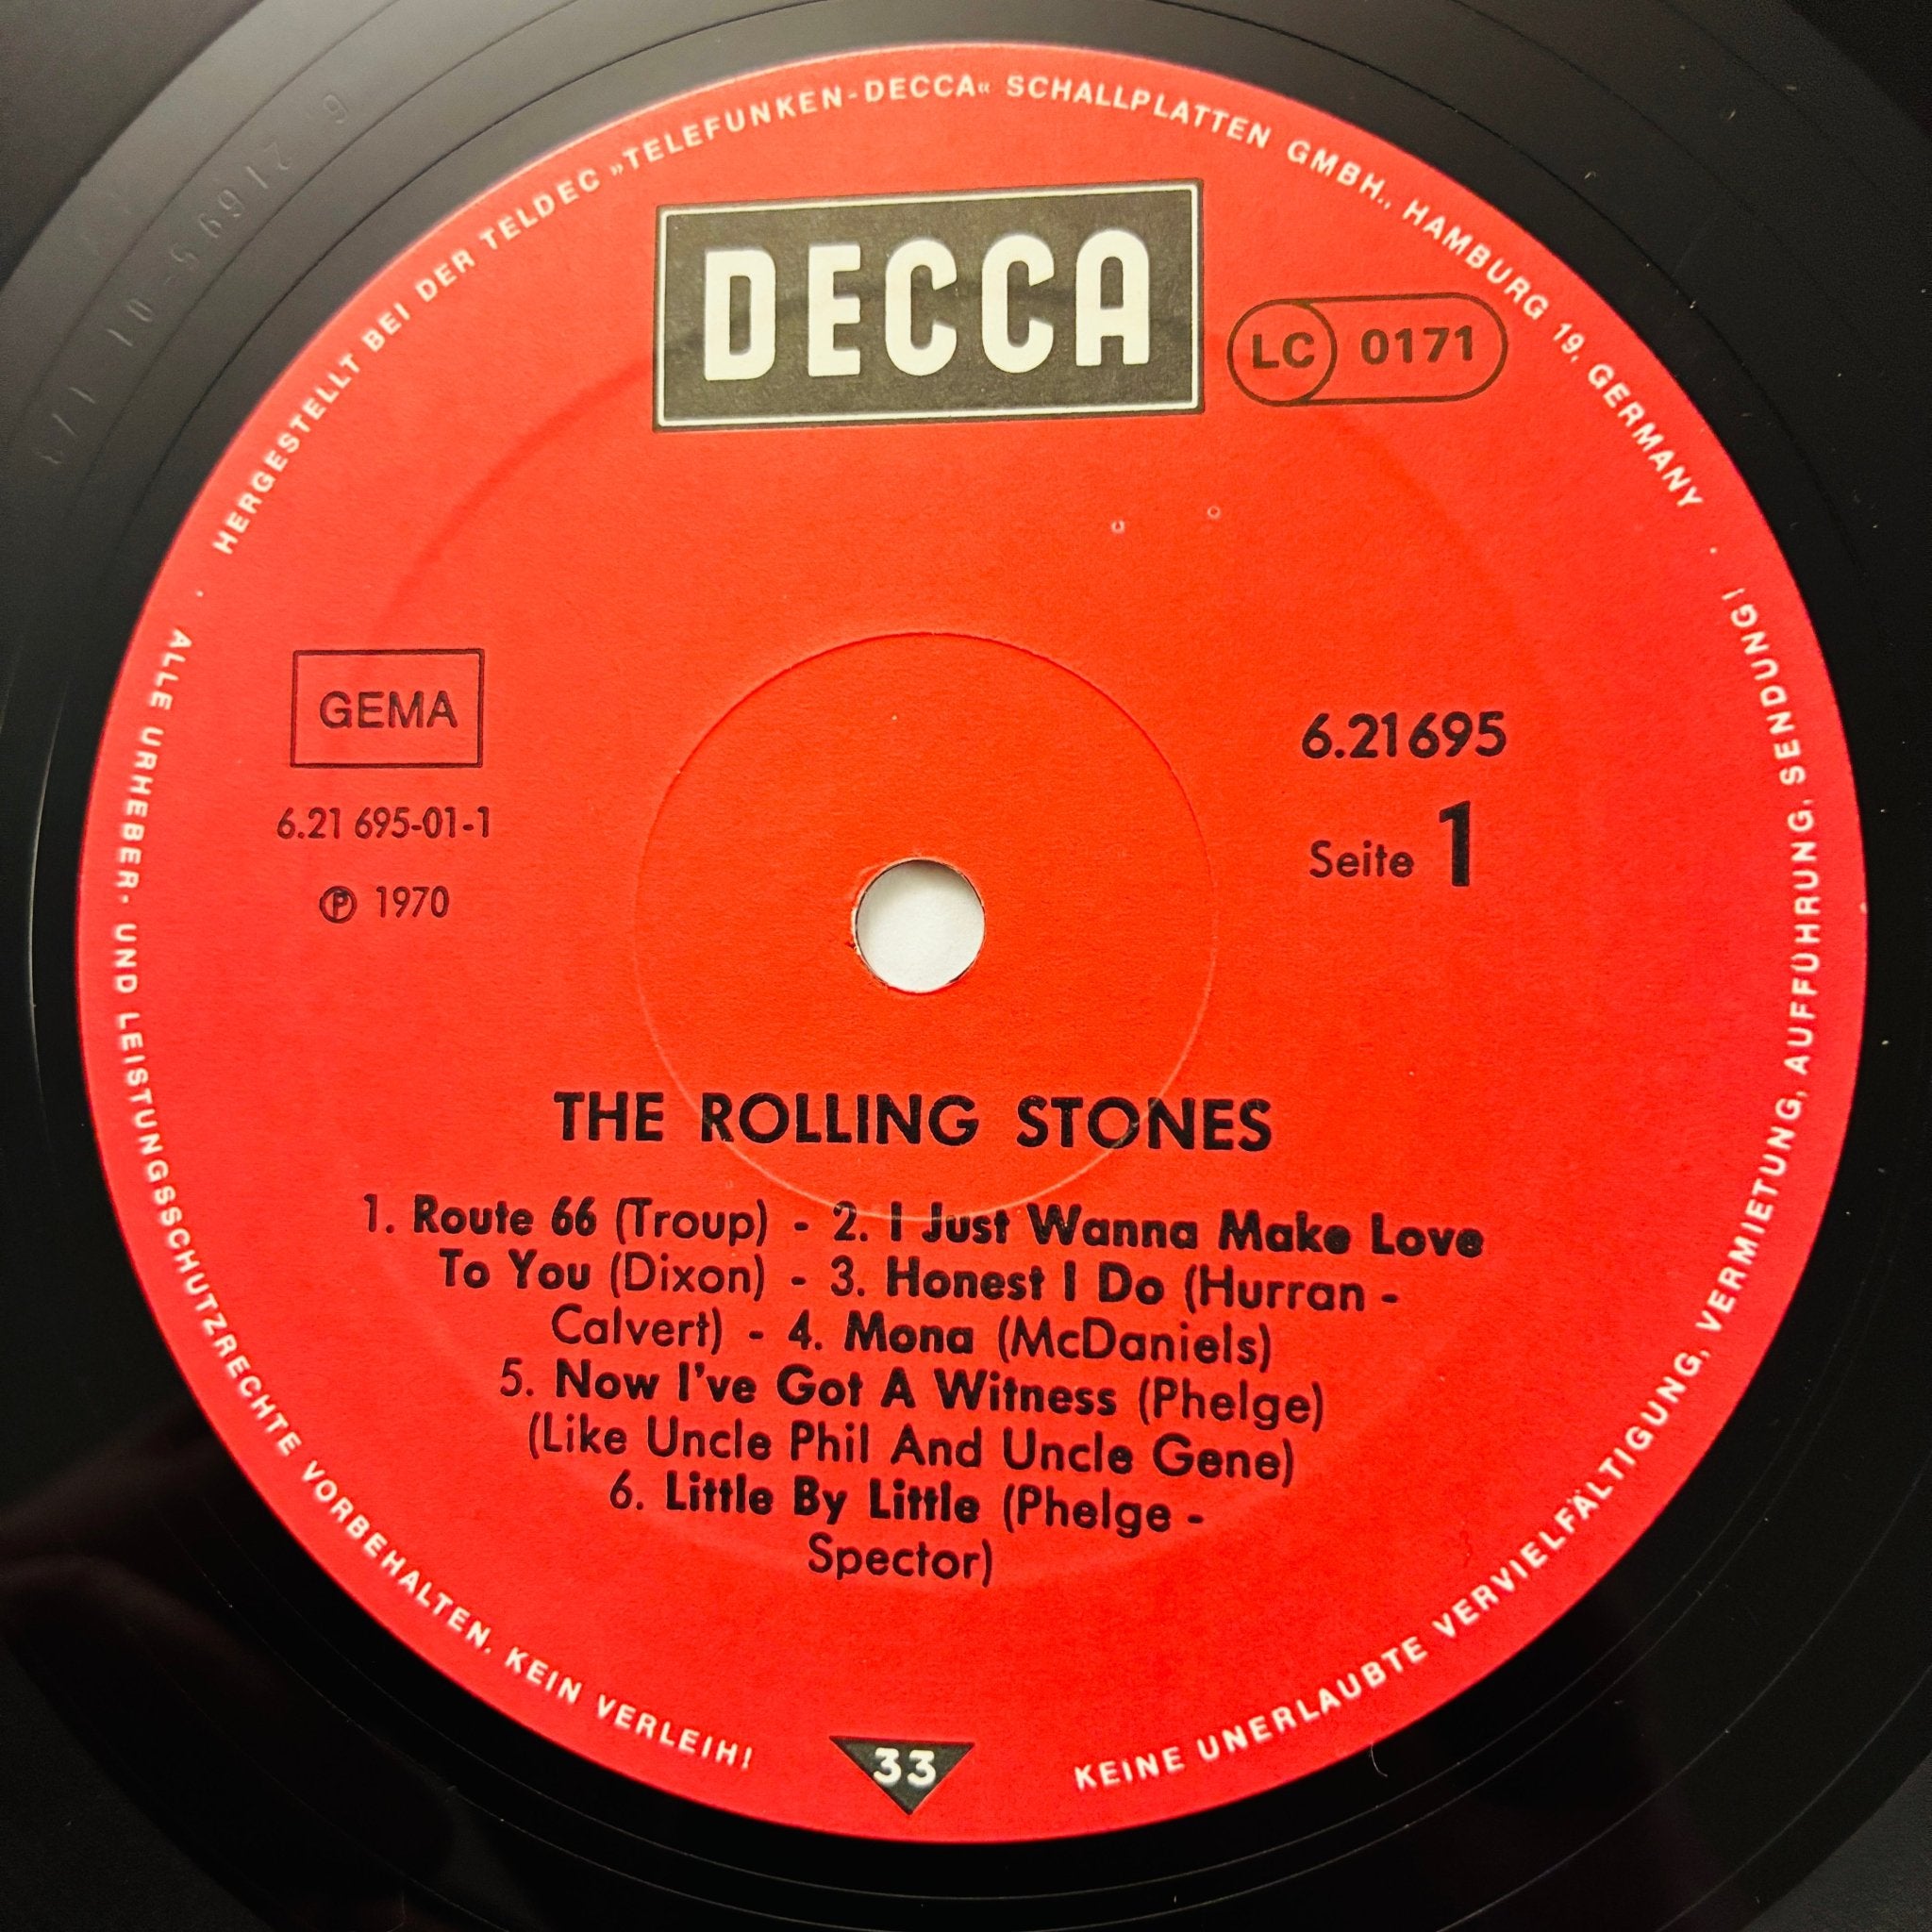 HERGESTELLT BEI DER TELDEC »TELEFUNKEN-DECCA« SCHALLPLATTEN GMBH., HAMBURG 19, GERMANY
DECCA
LC 0171
GEMA
6.21695
6.21 695-01-1
Seite 1
℗ 1970
THE ROLLING STONES
1. Route 66 (Troup) - 2. I Just Wanna Make Love
To You (Dixon) - 3. Honest I Do (Hurran -
Calvert) - 4. Mona (McDaniels)
5. Now I've Got A Witness (Phelge)
(Like Uncle Phil And Uncle Gene)
6. Little By Little (Phelge -
Spector)
33
ALLE URHEBER- UND LEISTUNGSSCHUTZRECHTE VORBEHALTEN. KEIN VERLEIH!
KEINE UNERLAUBTE VERVIELFÄLTIGUNG, VERMIETUNG, AUFFÜHRUNG, SENDUNG!